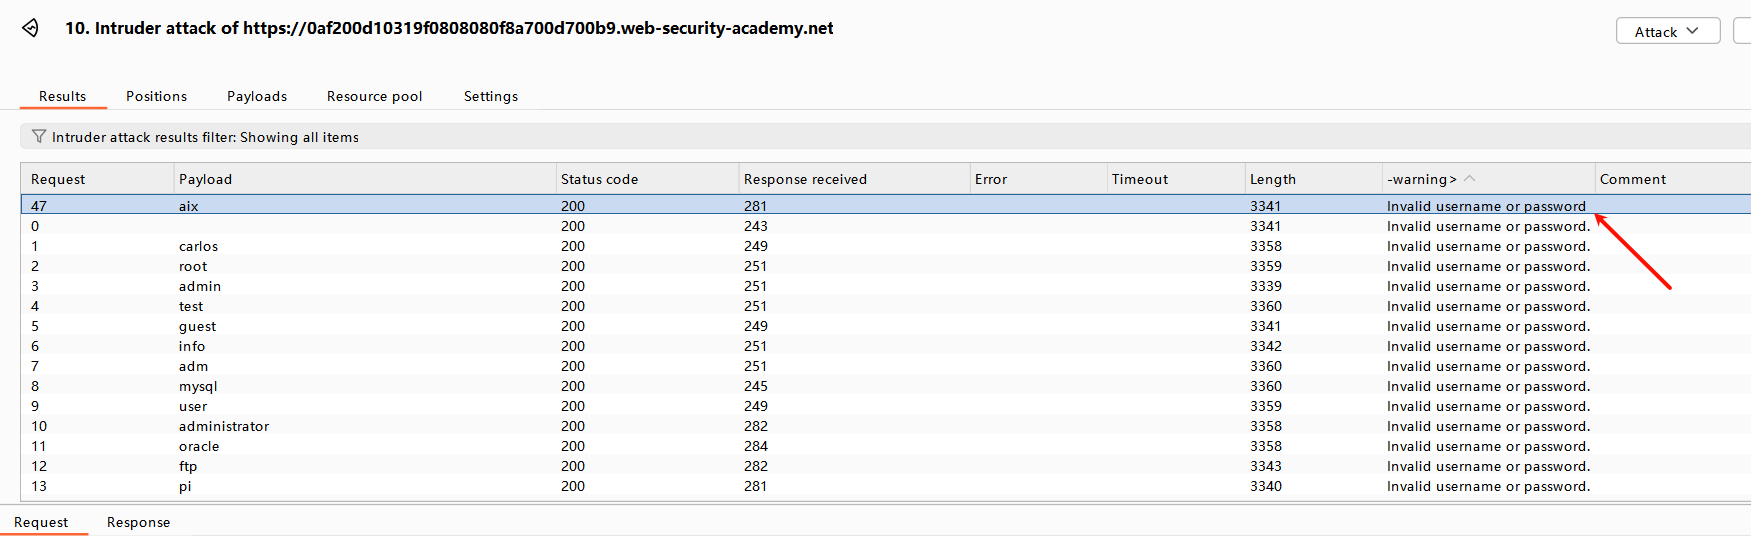 10. Intruder attack of https://0af200d10319f0808080f8a700d700b9.web-security-academy.net
Attack
Results Positions Payloads Resource pool Settings
Intruder attack results filter: Showing all items
Request Payload Status code Response received Error Timeout Length -warning> Comment
47 aix 200 281 3341 Invalid username or password
0 200 243 3341 Invalid username or password.
1 carlos 200 249 3358 Invalid username or password.
2 root 200 251 3359 Invalid username or password.
3 admin 200 251 3339 Invalid username or password.
4 test 200 251 3360 Invalid username or password.
5 guest 200 249 3341 Invalid username or password.
6 info 200 251 3342 Invalid username or password.
7 adm 200 251 3360 Invalid username or password.
8 mysql 200 245 3360 Invalid username or password.
9 user 200 249 3359 Invalid username or password.
10 administrator 200 282 3358 Invalid username or password.
11 oracle 200 284 3358 Invalid username or password.
12 ftp 200 282 3343 Invalid username or password.
13 pi 200 281 3340 Invalid username or password.
Request Response